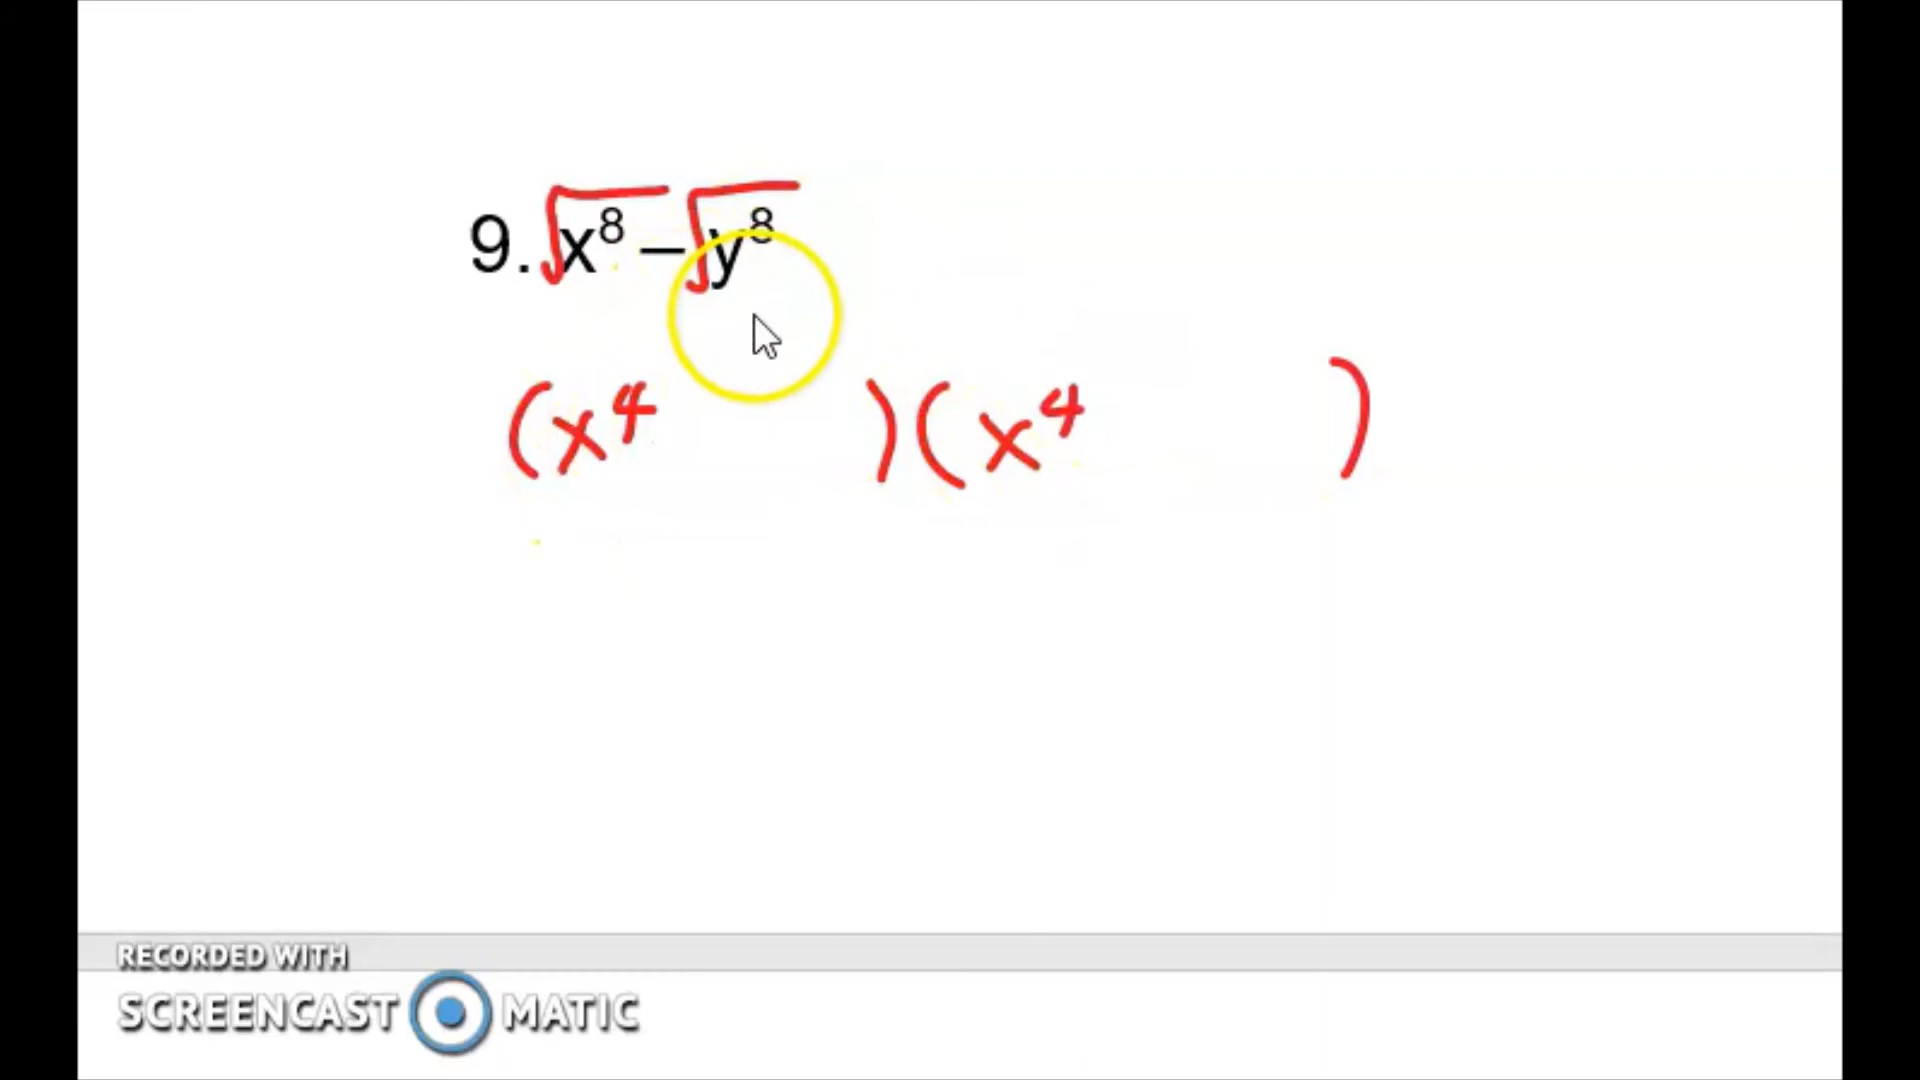 9. √x⁸ – √y⁸
(x⁴ )(x⁴ )
RECORDED WITH
SCREENCAST MATIC